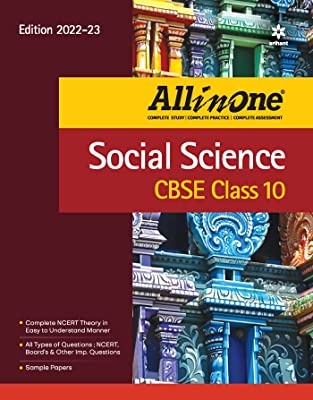 Edition 2022-23
arihant
All in one®
COMPLETE STUDY | COMPLETE PRACTICE | COMPLETE ASSESSMENT
Social Science
CBSE Class 10
Complete NCERT Theory in
Easy to Understand Manner
All Types of Questions ; NCERT,
Board's & Other Imp. Questions
Sample Papers